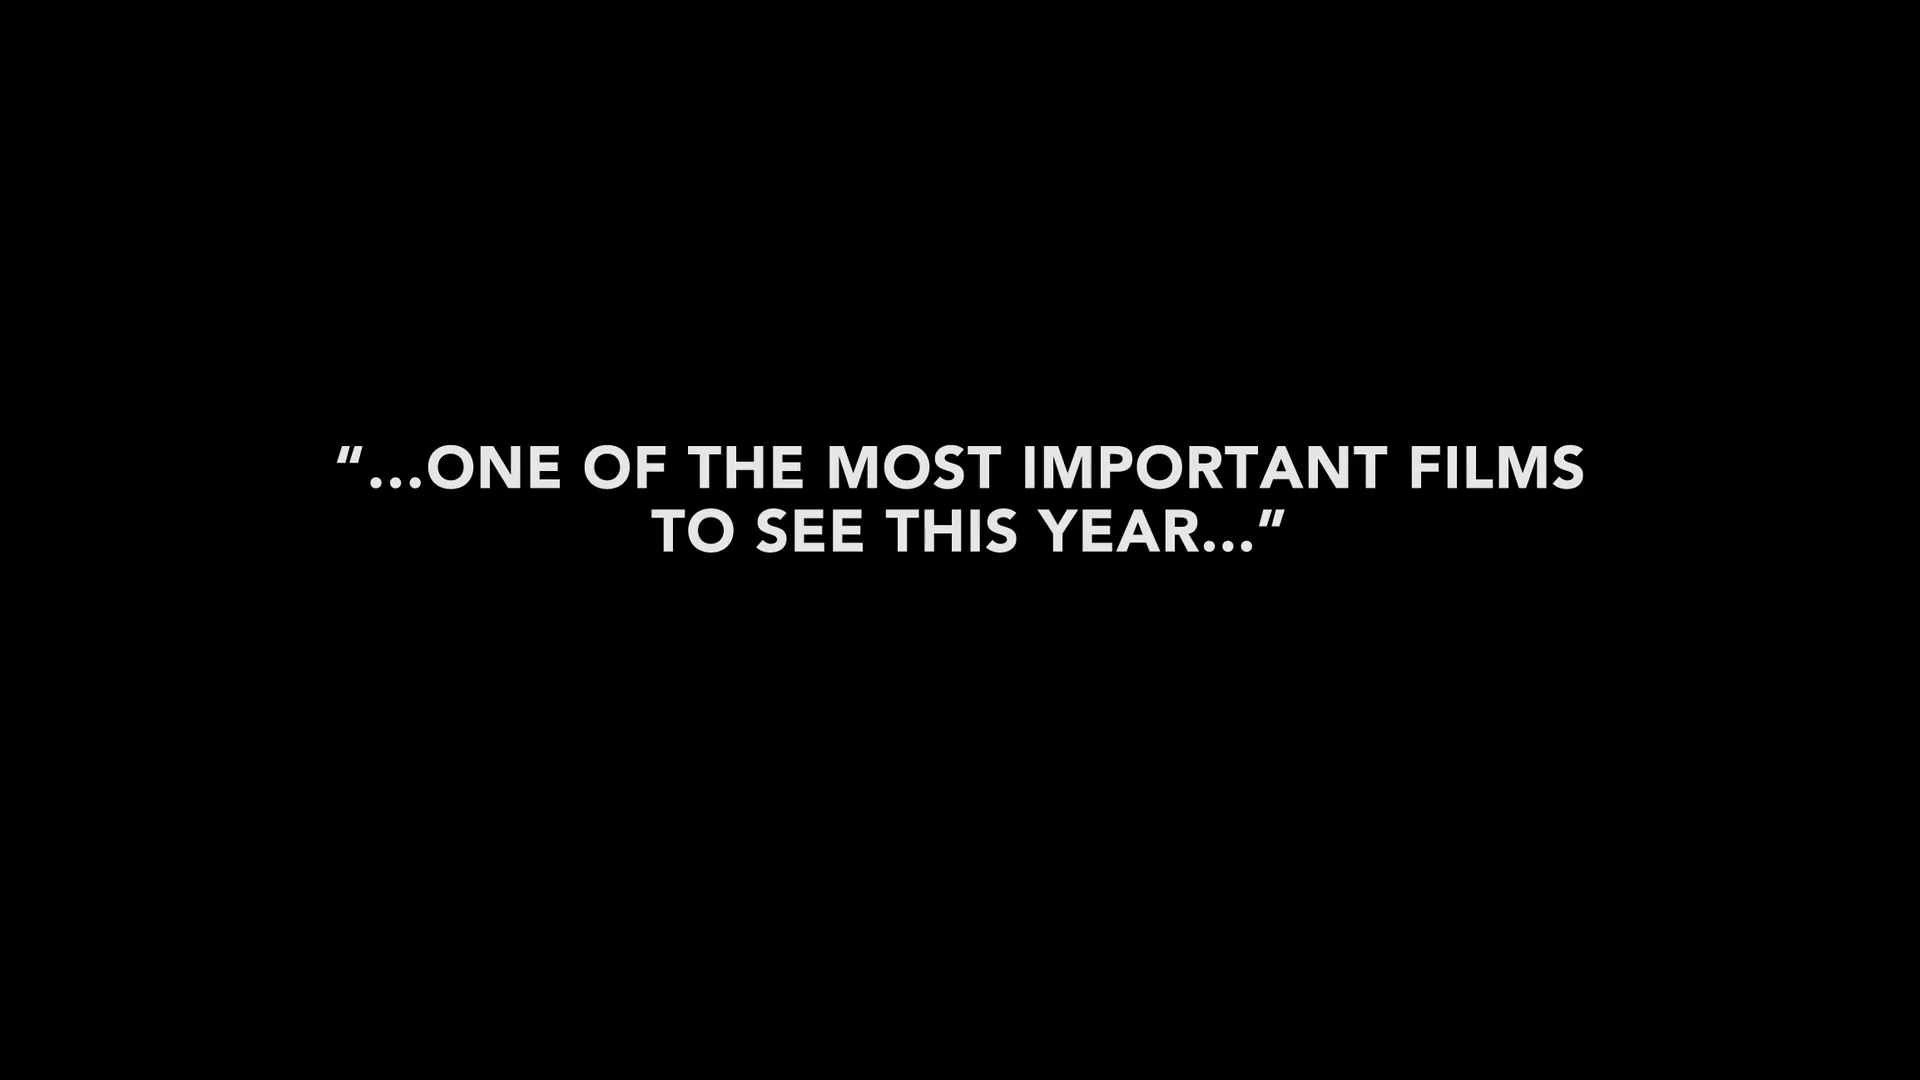 "...ONE OF THE MOST IMPORTANT FILMS
TO SEE THIS YEAR..."